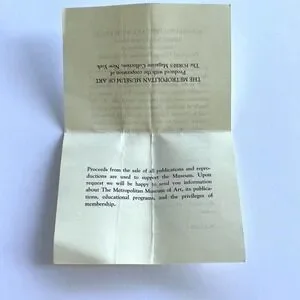 THE METROPOLITAN MUSEUM OF ART
Produced with the cooperation of
The FORBES Magazine Collection, New York
Proceeds from the sale of all publications and repro-
ductions are used to support the Museum. Upon
request we will be happy to send you information
about The Metropolitan Museum of Art, its publica-
tions, educational programs, and the privileges of
membership.